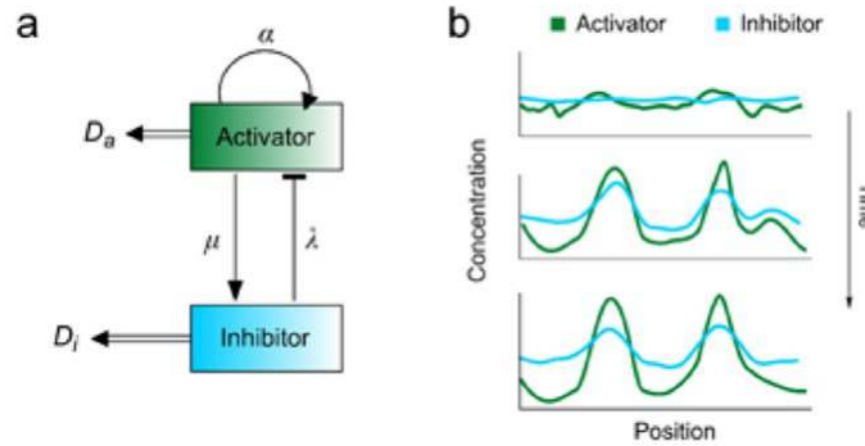 a
α
Activator
Dₐ
μ
λ
Inhibitor
Dᵢ
b
Activator
Inhibitor
Concentration
Position